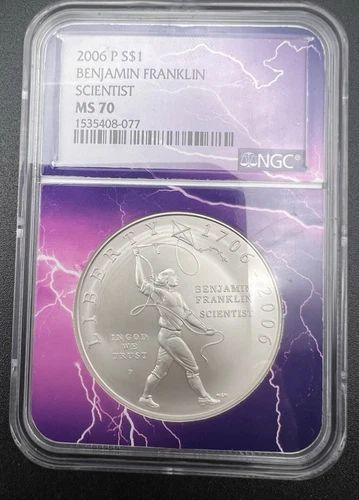 2006 P S$1
BENJAMIN FRANKLIN
SCIENTIST
MS 70
1535408-077
NGC®
LIBERTY 1706-2006
BENJAMIN
FRANKLIN
SCIENTIST
IN GOD
WE
TRUST
P